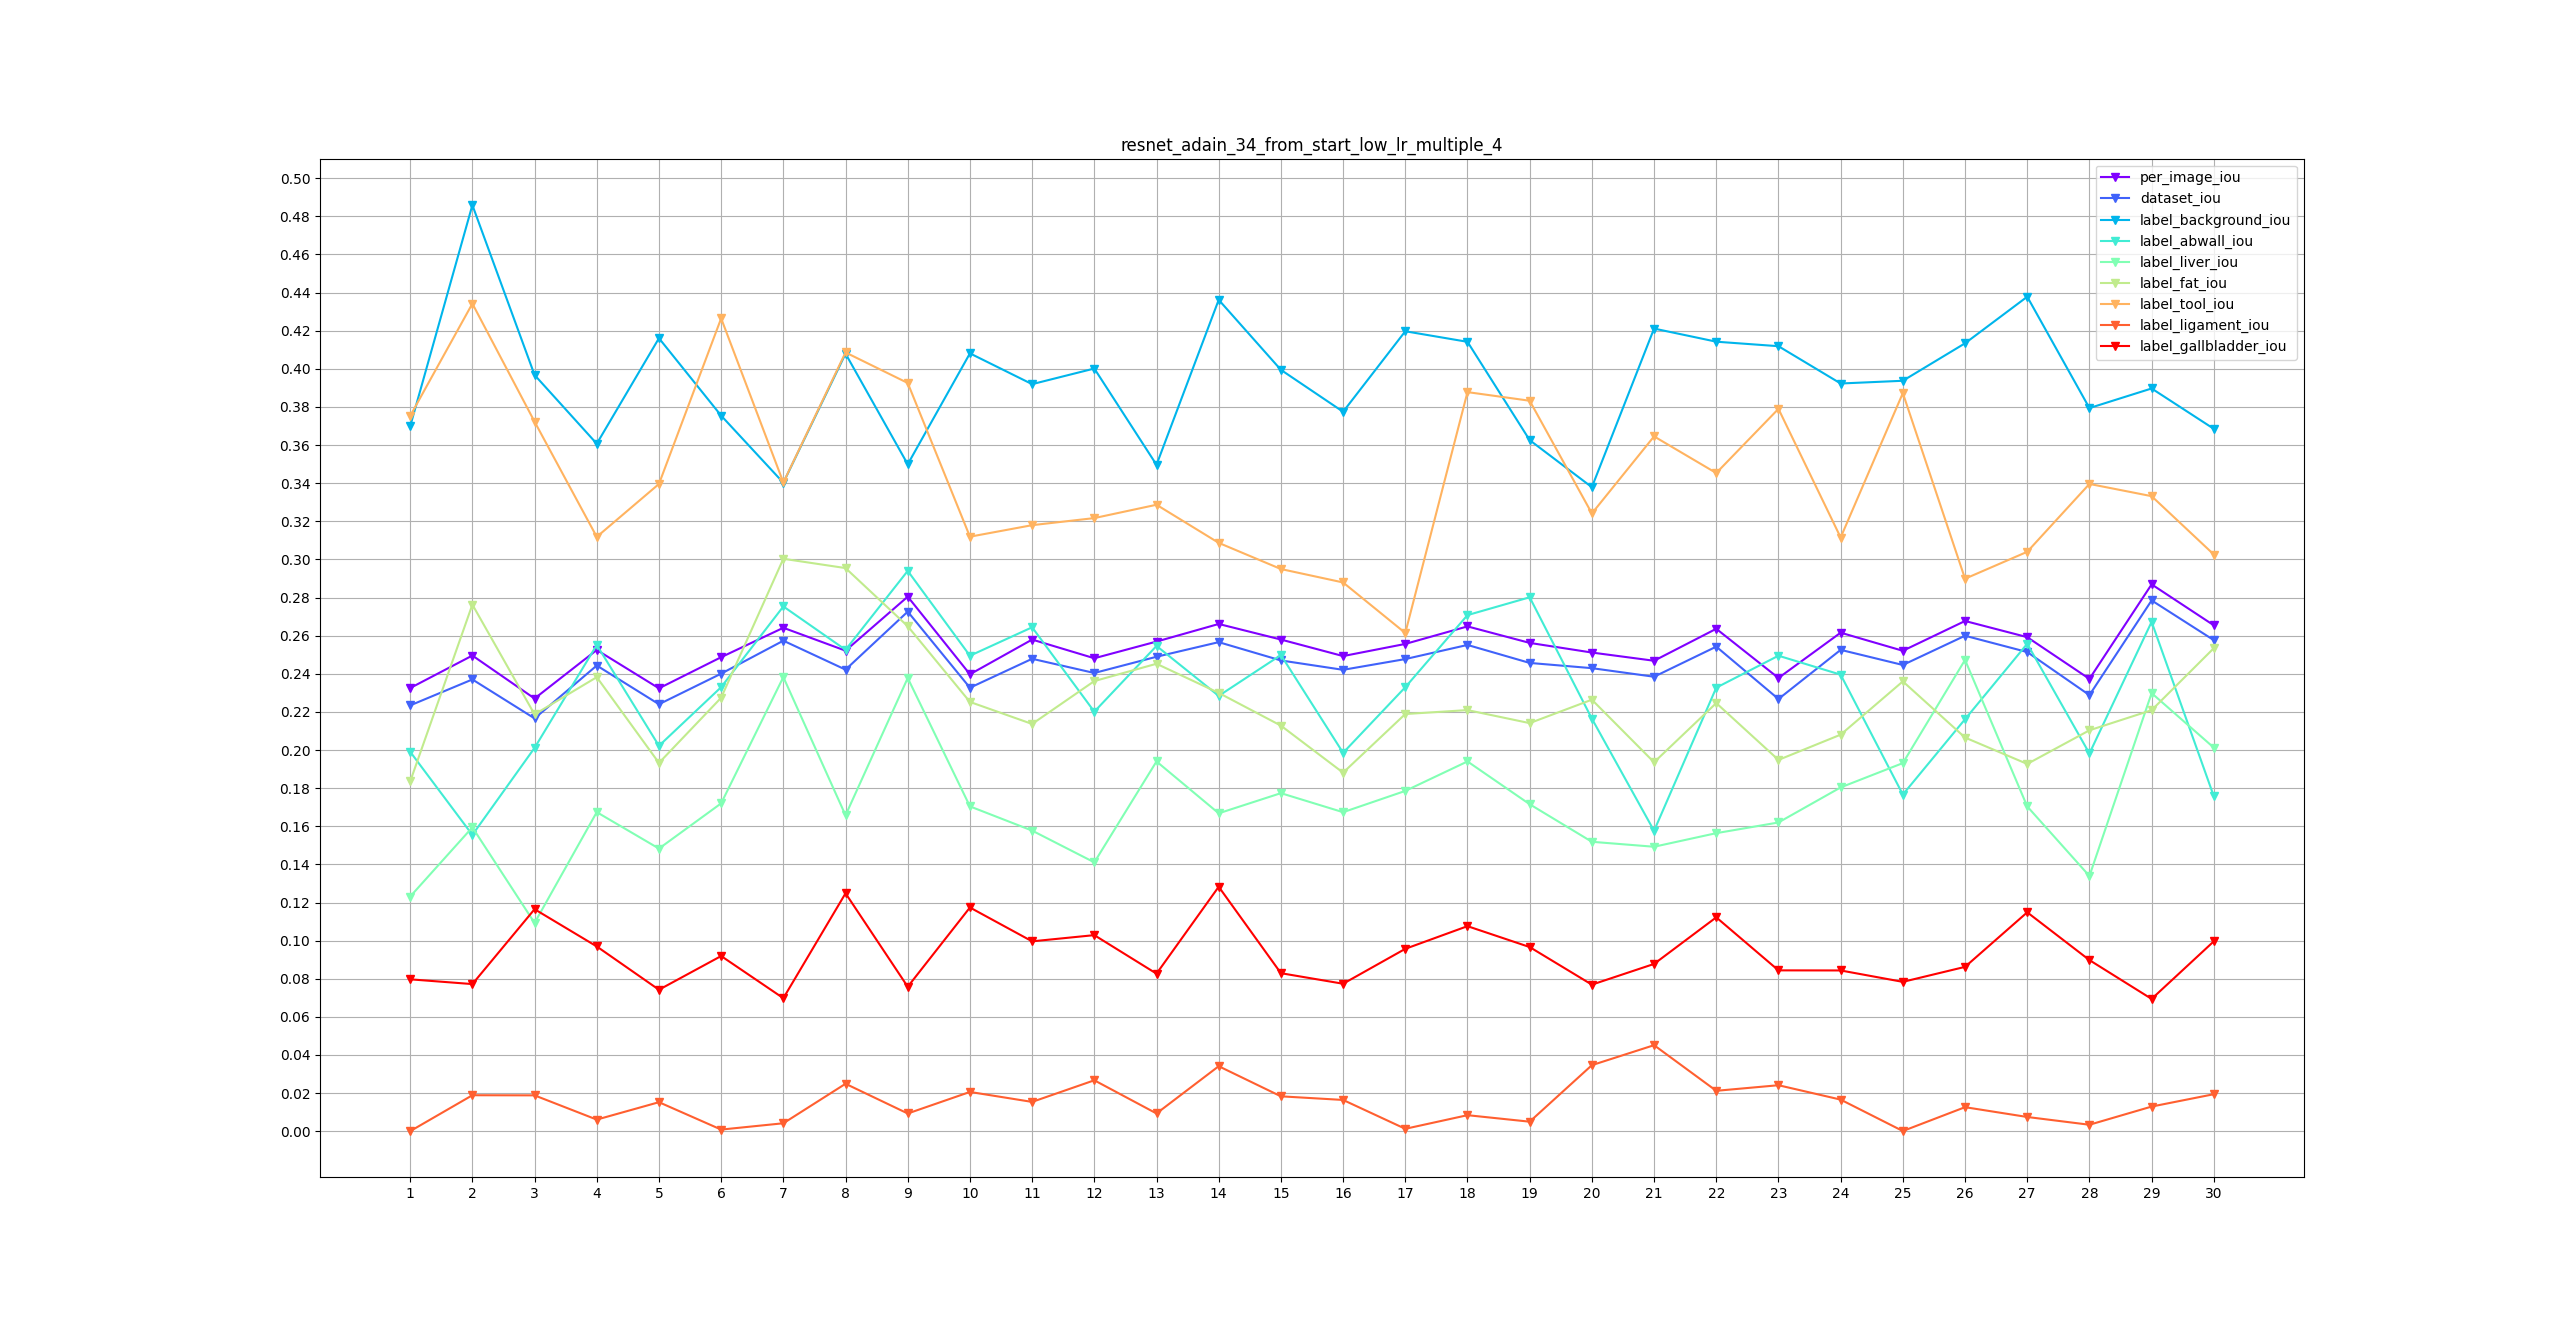 resnet_adain_34_from_start_low_lr_multiple_4
0.50
0.48
0.46
0.44
0.42
0.40
0.38
0.36
0.34
0.32
0.30
0.28
0.26
0.24
0.22
0.20
0.18
0.16
0.14
0.12
0.10
0.08
0.06
0.04
0.02
0.00
per_image_iou
dataset_iou
label_background_iou
label_abwall_iou
label_liver_iou
label_fat_iou
label_tool_iou
label_ligament_iou
label_gallbladder_iou
1 2 3 4 5 6 7 8 9 10 11 12 13 14 15 16 17 18 19 20 21 22 23 24 25 26 27 28 29 30